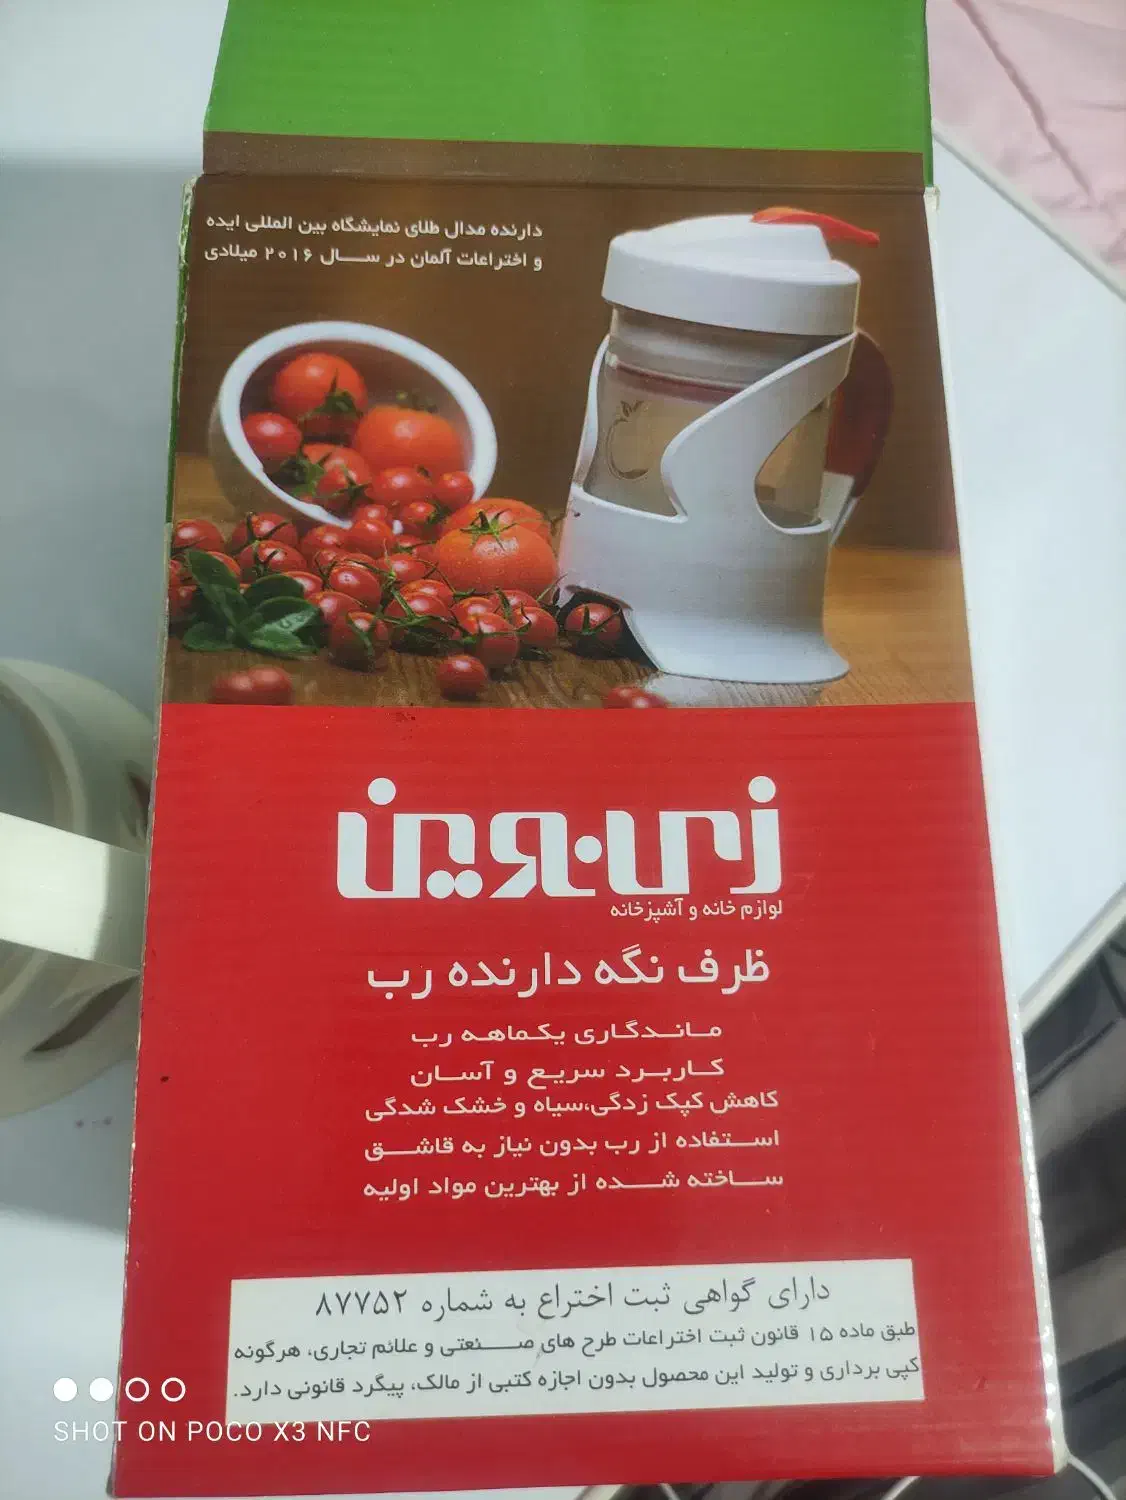 دارنده مدال طلای نمایشگاه بین المللی ایده
و اختراعات آلمان در سال ۲۰۱۶ میلادی
زی نوین
لوازم خانه و آشپزخانه
ظرف نگه دارنده رب
ماندگاری یکماهه رب
کاربرد سریع و آسان
کاهش کپک زدگی،سیاه و خشک شدگی
استفاده از رب بدون نیاز به قاشق
ساخته شده از بهترین مواد اولیه
دارای گواهی ثبت اختراع به شماره ۸۷۷۵۲
طبق ماده ۱۵ قانون ثبت اختراعات طرح های صنعتی و علائم تجاری، هرگونه
کپی برداری و تولید این محصول بدون اجازه کتبی از مالک، پیگرد قانونی دارد.
SHOT ON POCO X3 NFC